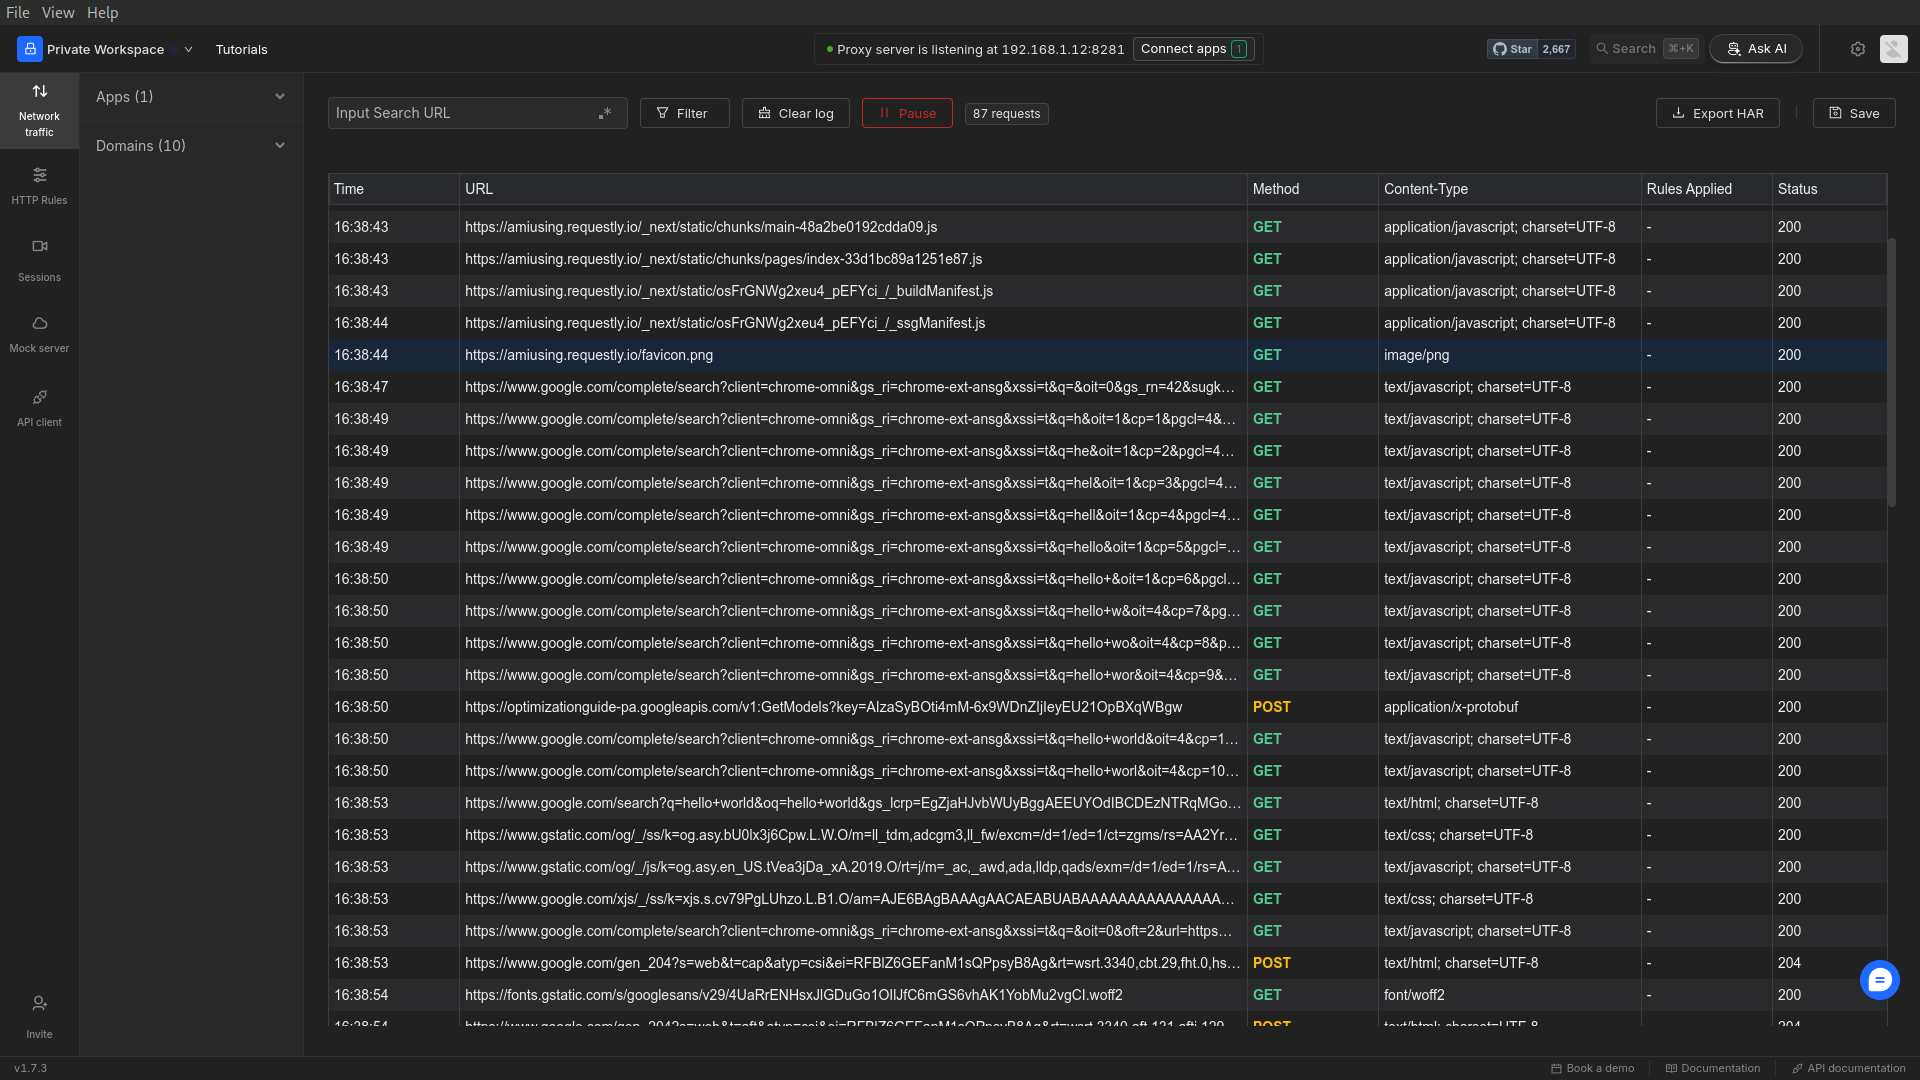 File View Help
Private Workspace
Tutorials
Proxy server is listening at 192.168.1.12:8281
Connect apps 1
Star 2,667
Search ⌘+K
Ask AI
Network
traffic
HTTP Rules
Sessions
Mock server
API client
Invite
Apps (1)
Domains (10)
Input Search URL .*
Filter
Clear log
Pause
87 requests
Export HAR
Save
Time URL Method Content-Type Rules Applied Status
16:38:43 https://amiusing.requestly.io/_next/static/chunks/main-48a2be0192cdda09.js GET application/javascript; charset=UTF-8 - 200
16:38:43 https://amiusing.requestly.io/_next/static/chunks/pages/index-33d1bc89a1251e87.js GET application/javascript; charset=UTF-8 - 200
16:38:43 https://amiusing.requestly.io/_next/static/osFrGNWg2xeu4_pEFYci_/_buildManifest.js GET application/javascript; charset=UTF-8 - 200
16:38:44 https://amiusing.requestly.io/_next/static/osFrGNWg2xeu4_pEFYci_/_ssgManifest.js GET application/javascript; charset=UTF-8 - 200
16:38:44 https://amiusing.requestly.io/favicon.png GET image/png - 200
16:38:47 https://www.google.com/complete/search?client=chrome-omni&gs_ri=chrome-ext-ansg&xssi=t&q=&oit=0&gs_rn=42&sugk... GET text/javascript; charset=UTF-8 - 200
16:38:49 https://www.google.com/complete/search?client=chrome-omni&gs_ri=chrome-ext-ansg&xssi=t&q=h&oit=1&cp=1&pgcl=4&... GET text/javascript; charset=UTF-8 - 200
16:38:49 https://www.google.com/complete/search?client=chrome-omni&gs_ri=chrome-ext-ansg&xssi=t&q=he&oit=1&cp=2&pgcl=4... GET text/javascript; charset=UTF-8 - 200
16:38:49 https://www.google.com/complete/search?client=chrome-omni&gs_ri=chrome-ext-ansg&xssi=t&q=hel&oit=1&cp=3&pgcl=4... GET text/javascript; charset=UTF-8 - 200
16:38:49 https://www.google.com/complete/search?client=chrome-omni&gs_ri=chrome-ext-ansg&xssi=t&q=hell&oit=1&cp=4&pgcl=4... GET text/javascript; charset=UTF-8 - 200
16:38:49 https://www.google.com/complete/search?client=chrome-omni&gs_ri=chrome-ext-ansg&xssi=t&q=hello&oit=1&cp=5&pgcl=... GET text/javascript; charset=UTF-8 - 200
16:38:50 https://www.google.com/complete/search?client=chrome-omni&gs_ri=chrome-ext-ansg&xssi=t&q=hello+&oit=1&cp=6&pgcl... GET text/javascript; charset=UTF-8 - 200
16:38:50 https://www.google.com/complete/search?client=chrome-omni&gs_ri=chrome-ext-ansg&xssi=t&q=hello+w&oit=4&cp=7&pg... GET text/javascript; charset=UTF-8 - 200
16:38:50 https://www.google.com/complete/search?client=chrome-omni&gs_ri=chrome-ext-ansg&xssi=t&q=hello+wo&oit=4&cp=8&p... GET text/javascript; charset=UTF-8 - 200
16:38:50 https://www.google.com/complete/search?client=chrome-omni&gs_ri=chrome-ext-ansg&xssi=t&q=hello+wor&oit=4&cp=9&... GET text/javascript; charset=UTF-8 - 200
16:38:50 https://optimizationguide-pa.googleapis.com/v1:GetModels?key=AIzaSyBOti4mM-6x9WDnZIjIeyEU21OpBXqWBgw POST application/x-protobuf - 200
16:38:50 https://www.google.com/complete/search?client=chrome-omni&gs_ri=chrome-ext-ansg&xssi=t&q=hello+world&oit=4&cp=1... GET text/javascript; charset=UTF-8 - 200
16:38:50 https://www.google.com/complete/search?client=chrome-omni&gs_ri=chrome-ext-ansg&xssi=t&q=hello+worl&oit=4&cp=10... GET text/javascript; charset=UTF-8 - 200
16:38:53 https://www.google.com/search?q=hello+world&oq=hello+world&gs_lcrp=EgZjaHJvbWUyBggAEEUYOdIBCDEzNTRqMGo... GET text/html; charset=UTF-8 - 200
16:38:53 https://www.gstatic.com/og/_/ss/k=og.asy.bU0lx3j6Cpw.L.W.O/m=ll_tdm,adcgm3,ll_fw/excm=/d=1/ed=1/ct=zgms/rs=AA2Yr... GET text/css; charset=UTF-8 - 200
16:38:53 https://www.gstatic.com/og/_/js/k=og.asy.en_US.tVea3jDa_xA.2019.O/rt=j/m=_ac,_awd,ada,lldp,qads/exm=/d=1/ed=1/rs=A... GET text/javascript; charset=UTF-8 - 200
16:38:53 https://www.google.com/xjs/_/ss/k=xjs.s.cv79PgLUhzo.L.B1.O/am=AJE6BAgBAAAgAACAEABUABAAAAAAAAAAAAAAA... GET text/css; charset=UTF-8 - 200
16:38:53 https://www.google.com/complete/search?client=chrome-omni&gs_ri=chrome-ext-ansg&xssi=t&q=&oit=0&oft=2&url=https... GET text/javascript; charset=UTF-8 - 200
16:38:53 https://www.google.com/gen_204?s=web&t=cap&atyp=csi&ei=RFBlZ6GEFanM1sQPpsyB8Ag&rt=wsrt.3340,cbt.29,fht.0,hs... POST text/html; charset=UTF-8 - 204
16:38:54 https://fonts.gstatic.com/s/googlesans/v29/4UaRrENHsxJlGDuGo1OIlJfC6mGS6vhAK1YobMu2vgCI.woff2 GET font/woff2 - 200
16:38:54 https://www.google.com/gen_204?s=web&t=aft&atyp=csi&ei=RFBlZ6GEFanM1sQPpsyB8Ag&rt=wsrt.3340,aft.131,afti.129... POST text/html; charset=UTF-8 - 204
v1.7.3
Book a demo
Documentation
API documentation